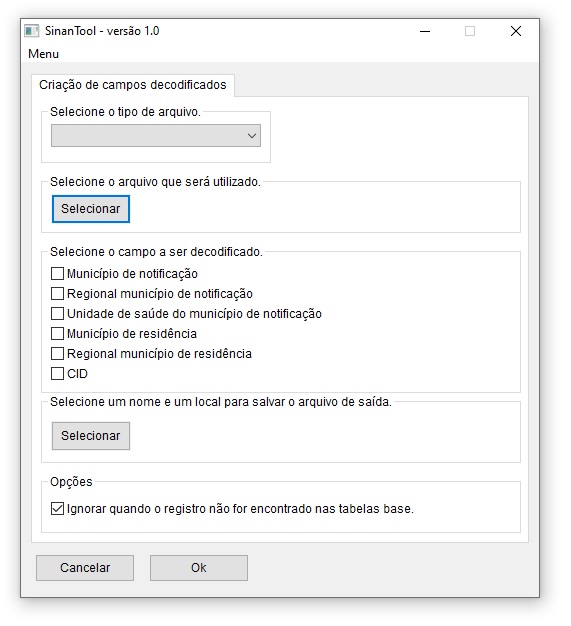 SinanTool - versão 1.0
Menu
Criação de campos decodificados
Selecione o tipo de arquivo.
Selecione o arquivo que será utilizado.
Selecionar
Selecione o campo a ser decodificado.
Município de notificação
Regional município de notificação
Unidade de saúde do município de notificação
Município de residência
Regional município de residência
CID
Selecione um nome e um local para salvar o arquivo de saída.
Selecionar
Opções
Ignorar quando o registro não for encontrado nas tabelas base.
Cancelar
Ok